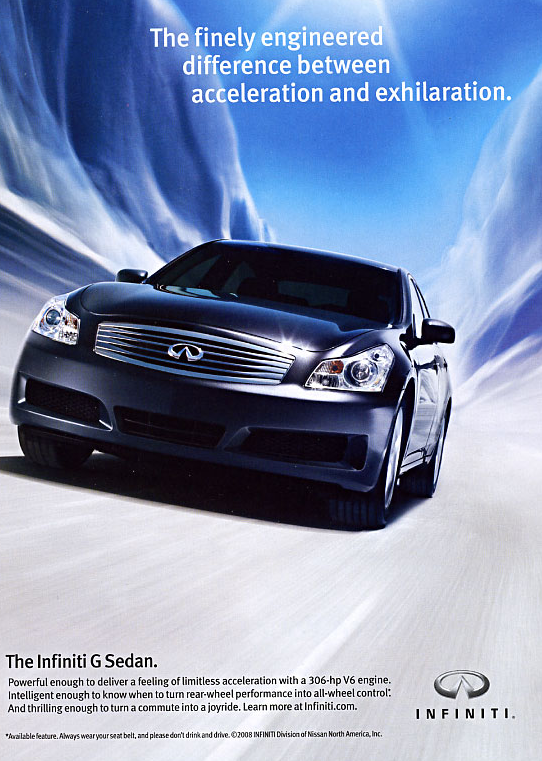 The finely engineered
difference between
acceleration and exhilaration.
The Infiniti G Sedan.
Powerful enough to deliver a feeling of limitless acceleration with a 306-hp V6 engine.
Intelligent enough to know when to turn rear-wheel performance into all-wheel control*.
And thrilling enough to turn a commute into a joyride. Learn more at Infiniti.com.
INFINITI®
*Available feature. Always wear your seat belt, and please don't drink and drive. ©2008 INFINITI Division of Nissan North America, Inc.